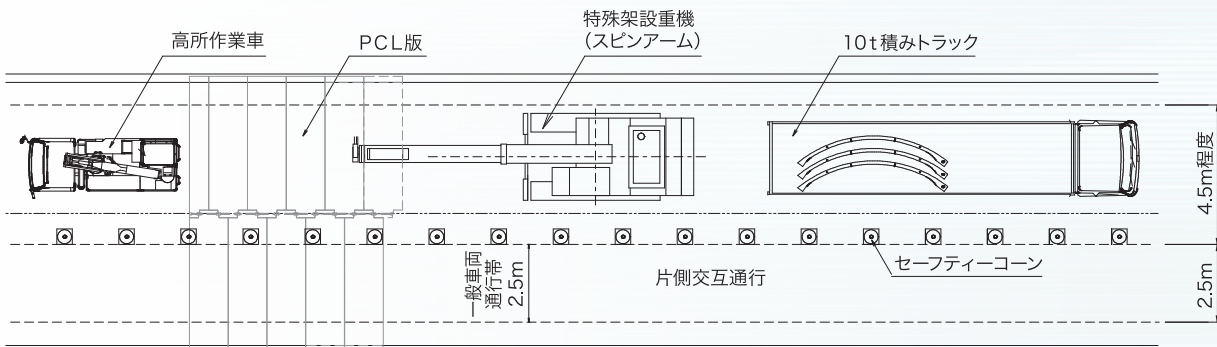 特殊架設重機
(スピンアーム)
高所作業車
PCL版
10t積みトラック
4.5m程度
セーフティーコーン
一般車両
通行帯
2.5m
片側交互通行
2.5m